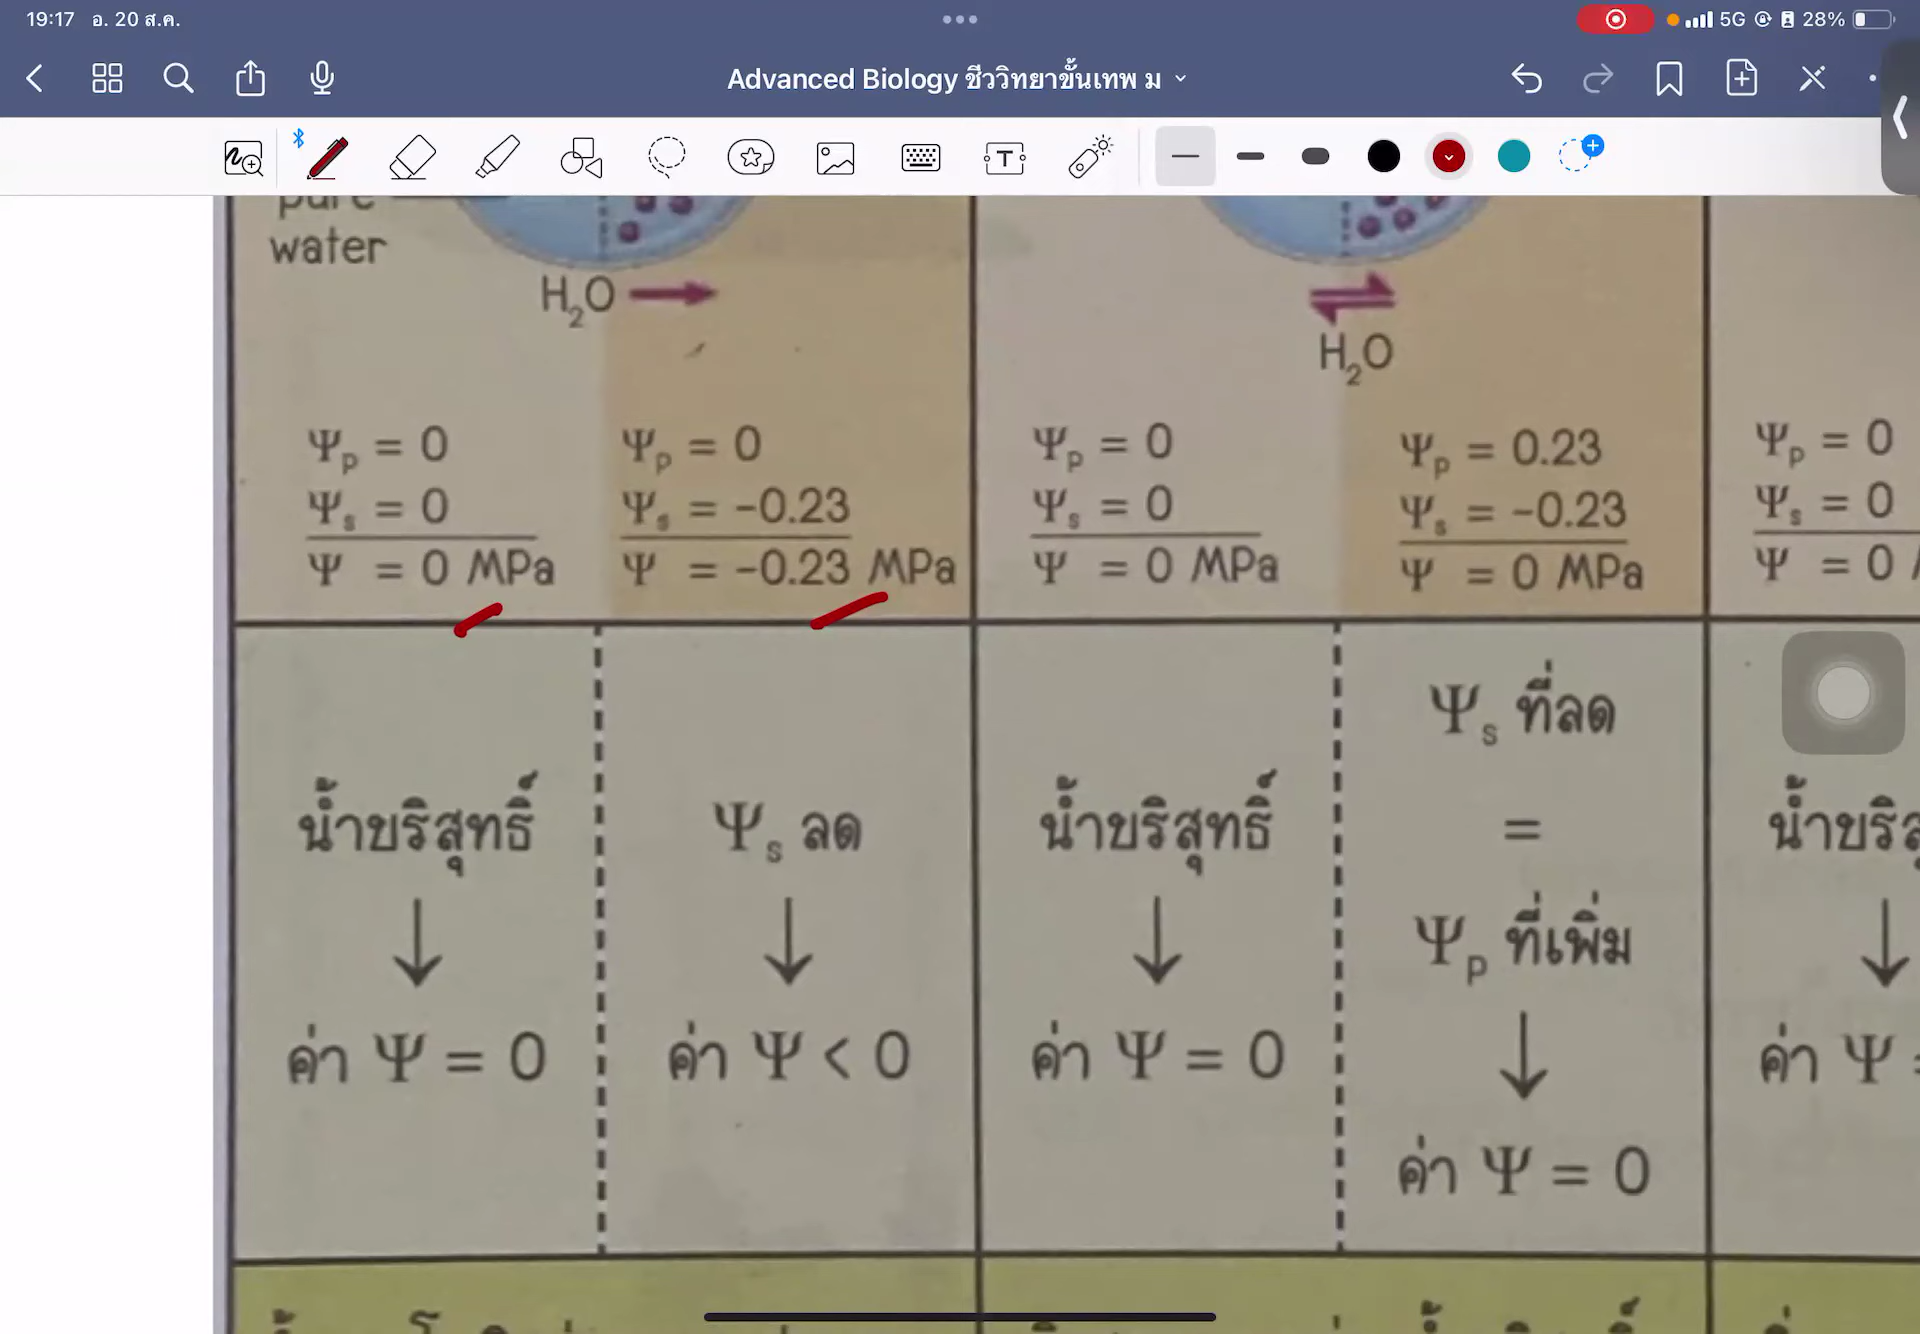 19:17 อ. 20 ส.ค.
5G 28%
Advanced Biology ชีววิทยาขั้นเทพ ม
T
pure
water
H₂O
H₂O
Ψp = 0
Ψs = 0
Ψ = 0 MPa
Ψp = 0
Ψs = -0.23
Ψ = -0.23 MPa
Ψp = 0
Ψs = 0
Ψ = 0 MPa
Ψp = 0.23
Ψs = -0.23
Ψ = 0 MPa
Ψp = 0
Ψs = 0
Ψ = 0
น้ำบริสุทธิ์
ค่า Ψ = 0
Ψs ลด
ค่า Ψ < 0
น้ำบริสุทธิ์
ค่า Ψ = 0
Ψs ที่ลด
=
Ψp ที่เพิ่ม
ค่า Ψ = 0
ค่า Ψ